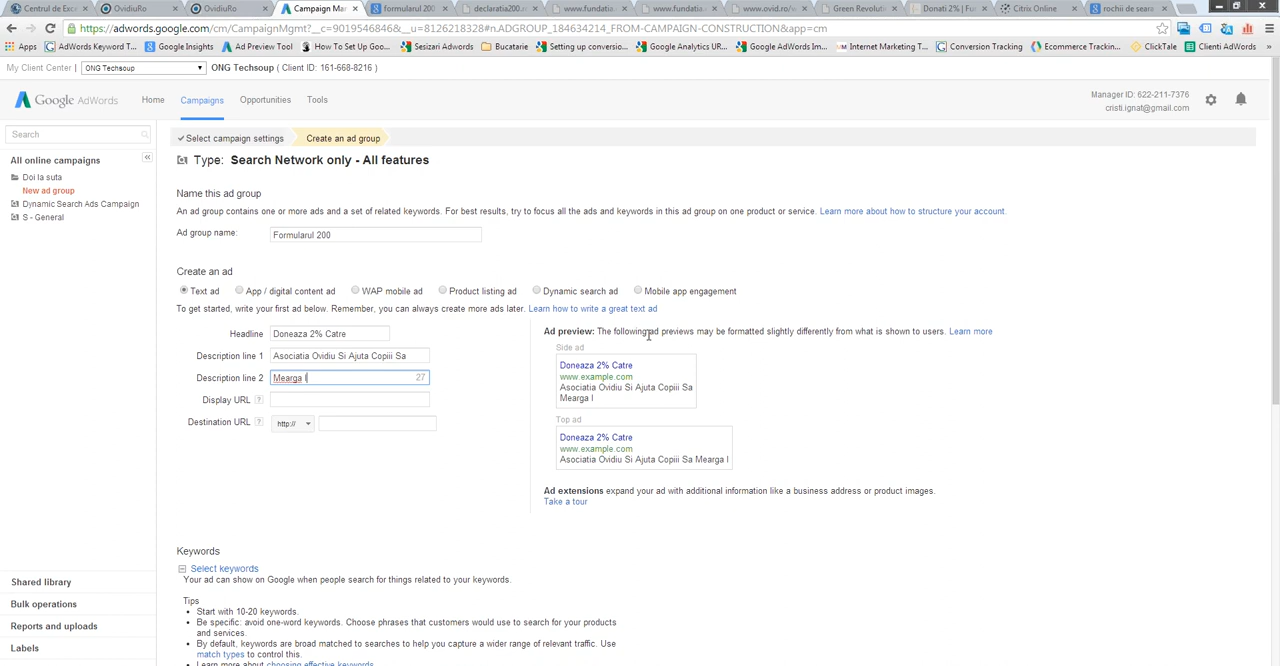 Centrul de Exce
OvidiuRo
OvidiuRo
Campaign Mar
formularul 200
declaratia200.r
www.fundatia
www.fundatia.
www.ovid.ro/w
Green Revoluti
Donati 2% | Fu
Citrix Online
rochii de seara
https://adwords.google.com/cm/CampaignMgmt?__c=9019546846&__u=8126218328#n.ADGROUP_184634214_FROM-CAMPAIGN-CONSTRUCTION&app=cm
Apps
AdWords Keyword T...
Google Insights
Ad Preview Tool
How To Set Up Goo...
Sesizari Adwords
Bucatarie
Setting up conversio...
Google Analytics UR...
Google AdWords Im...
Internet Marketing T...
Conversion Tracking
Ecommerce Trackin...
ClickTale
Clienti AdWords
»
My Client Center | ONG Techsoup ONG Techsoup ( Client ID: 161-668-8216 )
Google AdWords
Home Campaigns Opportunities Tools
Manager ID: 622-211-7376
cristi.ignat@gmail.com
Search
All online campaigns
Doi la suta
New ad group
Dynamic Search Ads Campaign
S - General
Shared library
Bulk operations
Reports and uploads
Labels
Select campaign settings Create an ad group
Type: Search Network only - All features
Name this ad group
An ad group contains one or more ads and a set of related keywords. For best results, try to focus all the ads and keywords in this ad group on one product or service. Learn more about how to structure your account.
Ad group name: Formularul 200
Create an ad
Text ad App / digital content ad WAP mobile ad Product listing ad Dynamic search ad Mobile app engagement
To get started, write your first ad below. Remember, you can always create more ads later. Learn how to write a great text ad
Headline Doneaza 2% Catre
Description line 1 Asociatia Ovidiu Si Ajuta Copiii Sa
Description line 2 Mearga l 27
Display URL ?
Destination URL ? http://
Ad preview: The following ad previews may be formatted slightly differently from what is shown to users. Learn more
Side ad
Doneaza 2% Catre
www.example.com
Asociatia Ovidiu Si Ajuta Copiii Sa
Mearga l
Top ad
Doneaza 2% Catre
www.example.com
Asociatia Ovidiu Si Ajuta Copiii Sa Mearga l
Ad extensions expand your ad with additional information like a business address or product images.
Take a tour
Keywords
Select keywords
Your ad can show on Google when people search for things related to your keywords.
Tips
• Start with 10-20 keywords.
• Be specific: avoid one-word keywords. Choose phrases that customers would use to search for your products
and services.
• By default, keywords are broad matched to searches to help you capture a wider range of relevant traffic. Use
match types to control this.
• Learn more about choosing effective keywords.